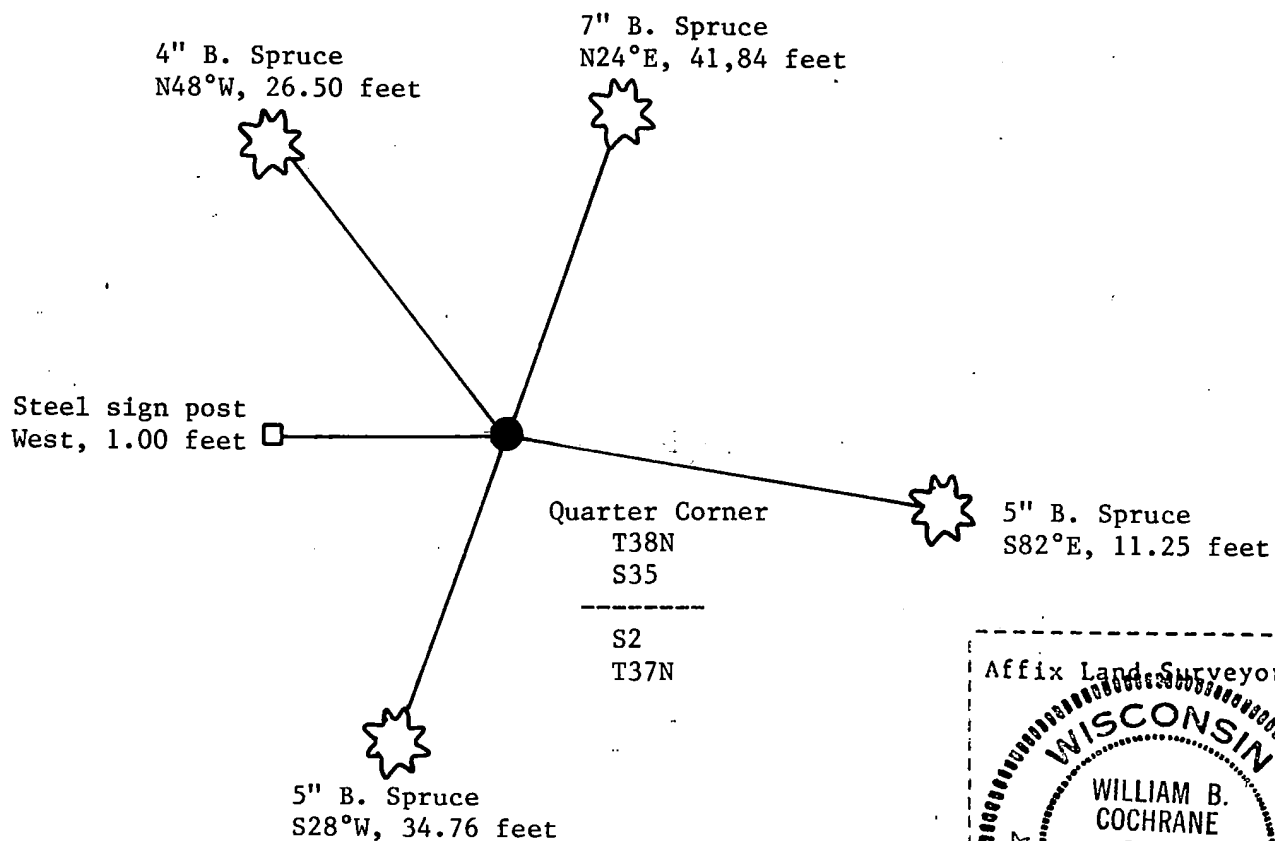 7" B. Spruce
N24°E, 41,84 feet
4" B. Spruce
N48°W, 26.50 feet
Steel sign post
West, 1.00 feet
Quarter Corner
T38N
S35
S2
T37N
5" B. Spruce
S82°E, 11.25 feet
5" B. Spruce
S28°W, 34.76 feet
Affix Land Surveyor
WISCONSIN
WILLIAM B.
COCHRANE